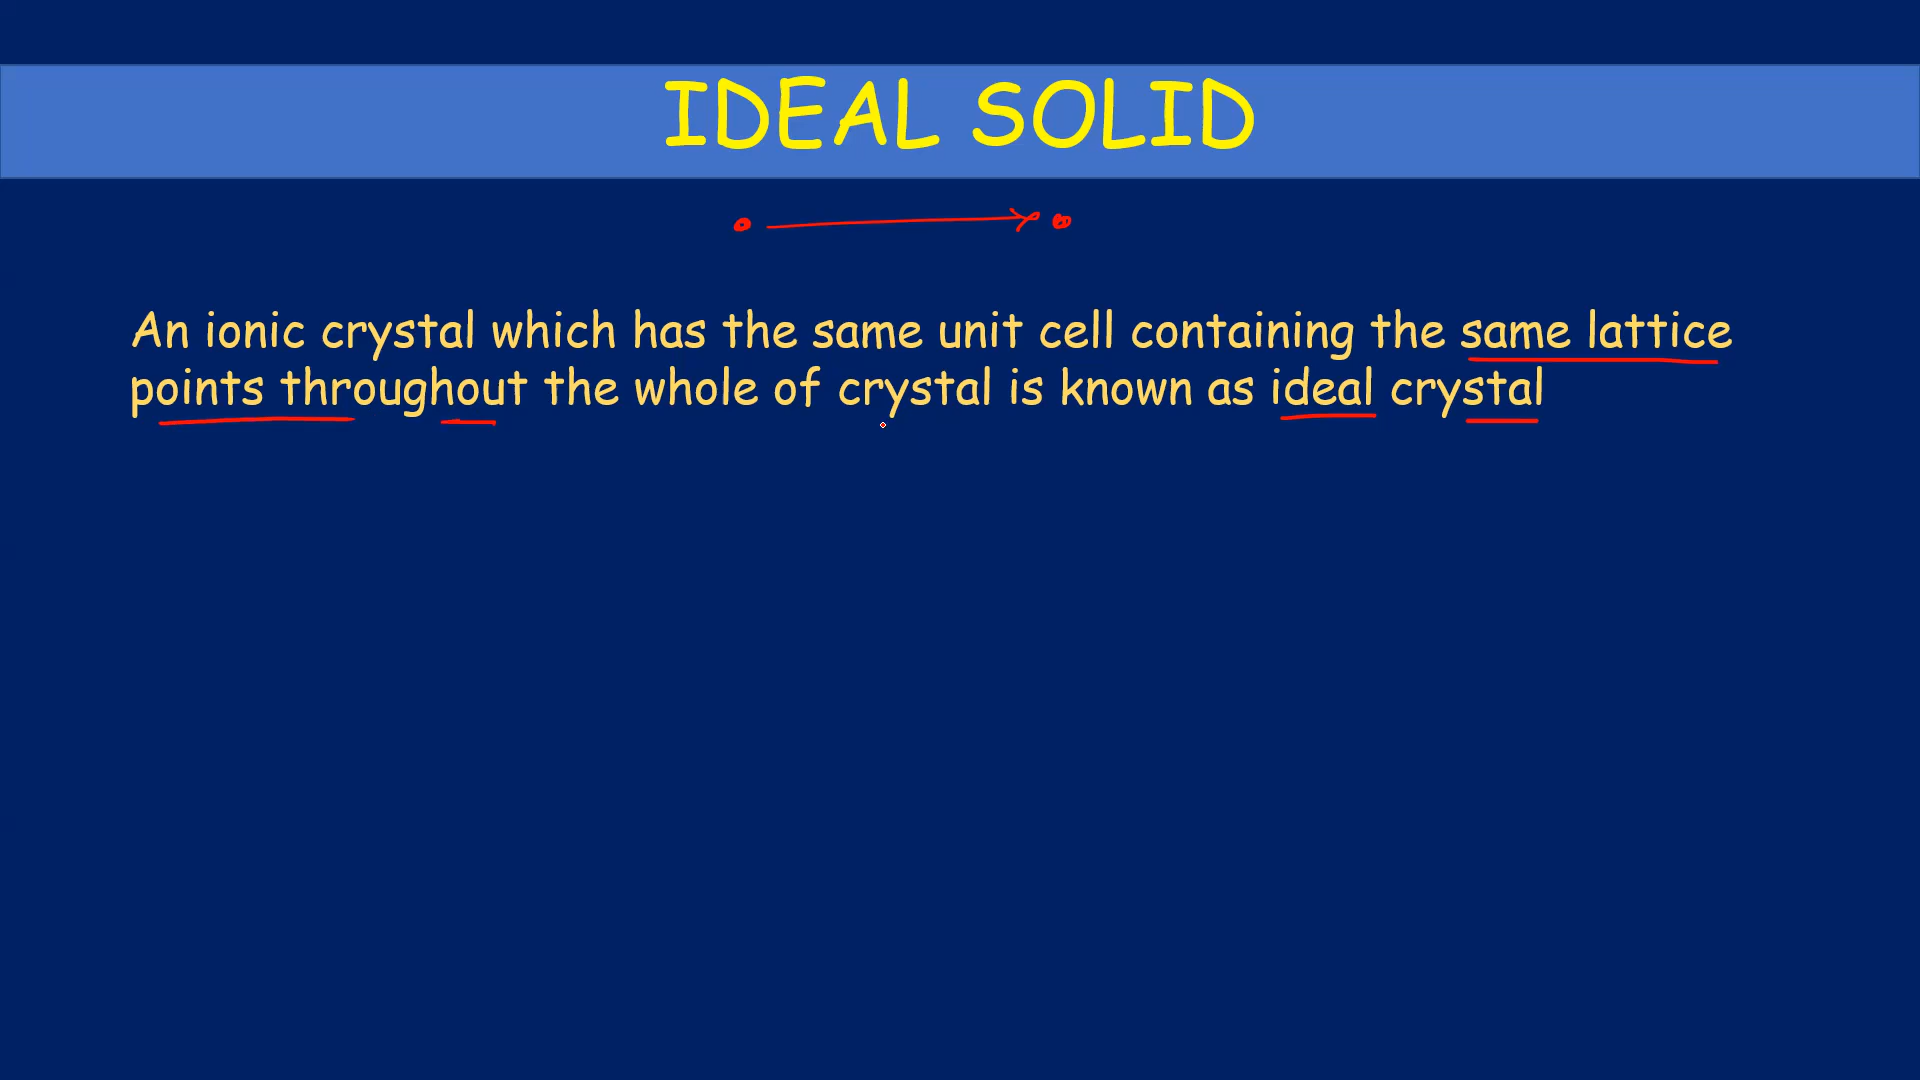 IDEAL SOLID
An ionic crystal which has the same unit cell containing the same lattice
points throughout the whole of crystal is known as ideal crystal